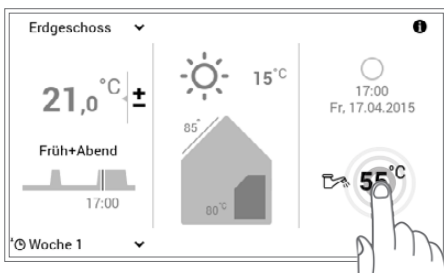 Erdgeschoss
21,0 °C ±
Früh+Abend
17:00
Woche 1
15°C
85°
80 °C
17:00
Fr, 17.04.2015
55°C